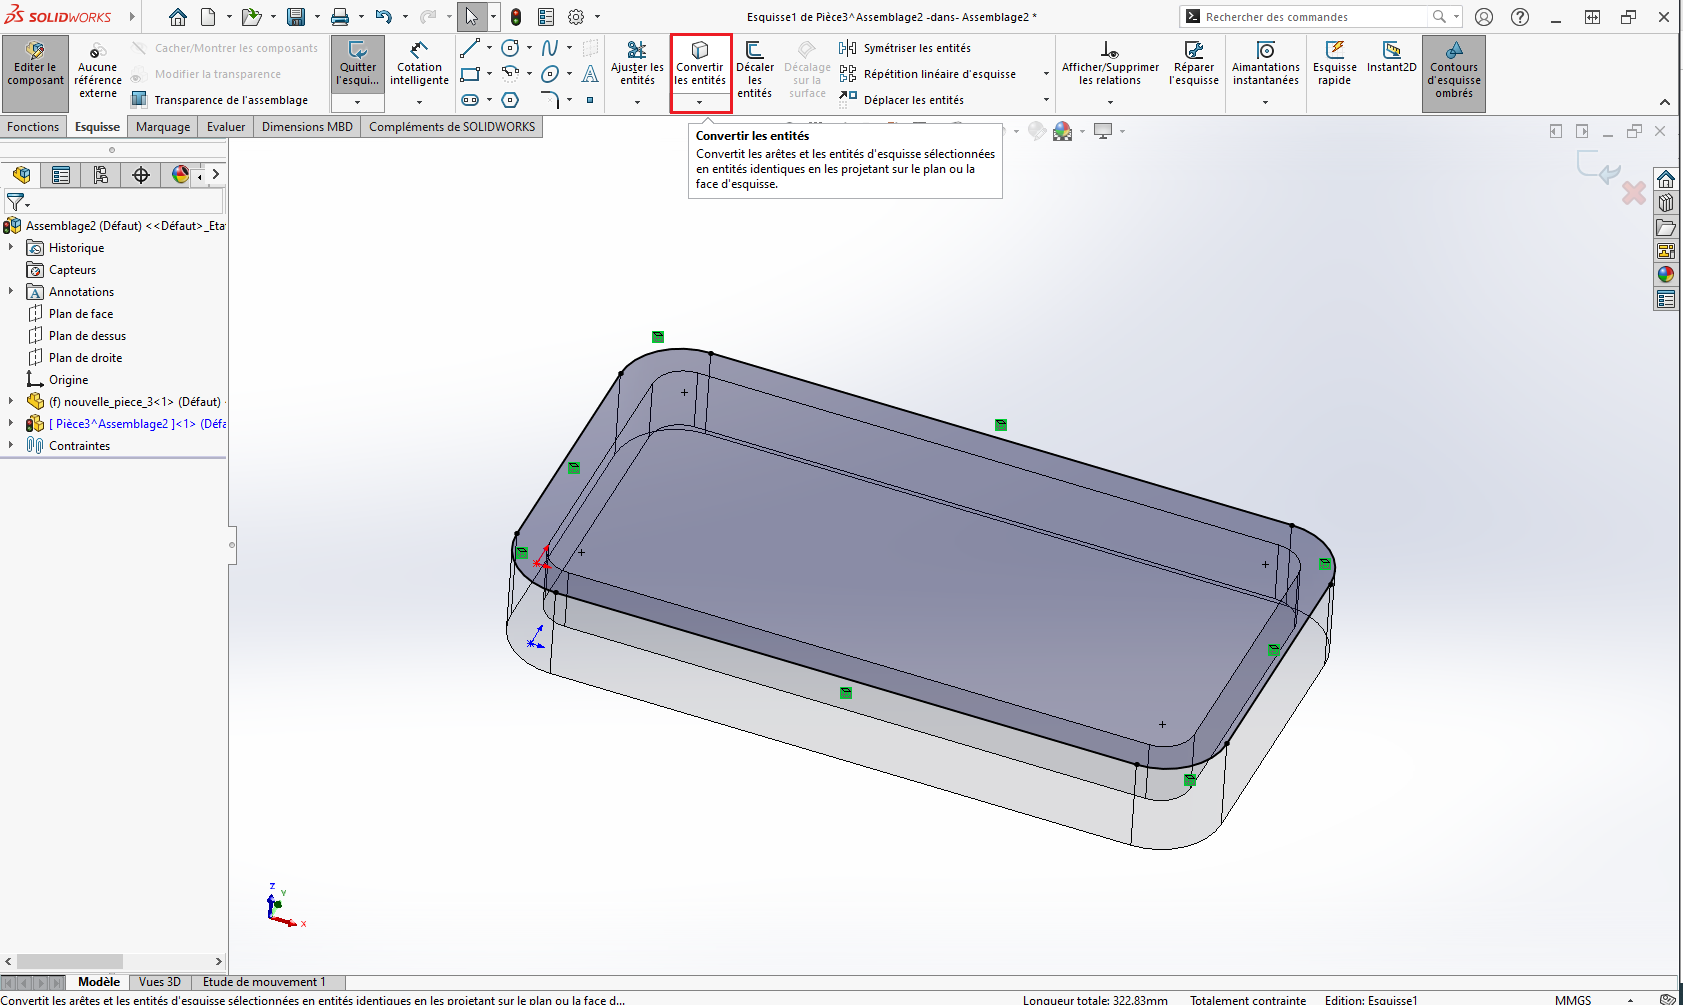 SOLIDWORKS
Esquisse1 de Pièce3^Assemblage2 -dans- Assemblage2 *
Rechercher des commandes
Editer le composant
Aucune référence externe
Cacher/Montrer les composants
Modifier la transparence
Transparence de l'assemblage
Quitter l'esqui...
Cotation intelligente
Ajuster les entités
Convertir les entités
Décaler les entités
Décalage sur la surface
Symétriser les entités
Répétition linéaire d'esquisse
Déplacer les entités
Afficher/Supprimer les relations
Réparer l'esquisse
Aimantations instantanées
Esquisse rapide
Instant2D
Contours d'esquisse ombrés
Fonctions
Esquisse
Marquage
Evaluer
Dimensions MBD
Compléments de SOLIDWORKS
Convertir les entités
Convertit les arêtes et les entités d'esquisse sélectionnées
en entités identiques en les projetant sur le plan ou la
face d'esquisse.
Assemblage2 (Défaut) <<Défaut>_Eta
Historique
Capteurs
Annotations
Plan de face
Plan de dessus
Plan de droite
Origine
(f) nouvelle_piece_3<1> (Défaut)
[ Pièce3^Assemblage2 ]<1> (Défa
Contraintes
Z
Y
X
Modèle
Vues 3D
Etude de mouvement 1
Convertit les arêtes et les entités d'esquisse sélectionnées en entités identiques en les projetant sur le plan ou la face d...
Longueur totale: 322.83mm
Totalement contrainte
Edition: Esquisse1
MMGS